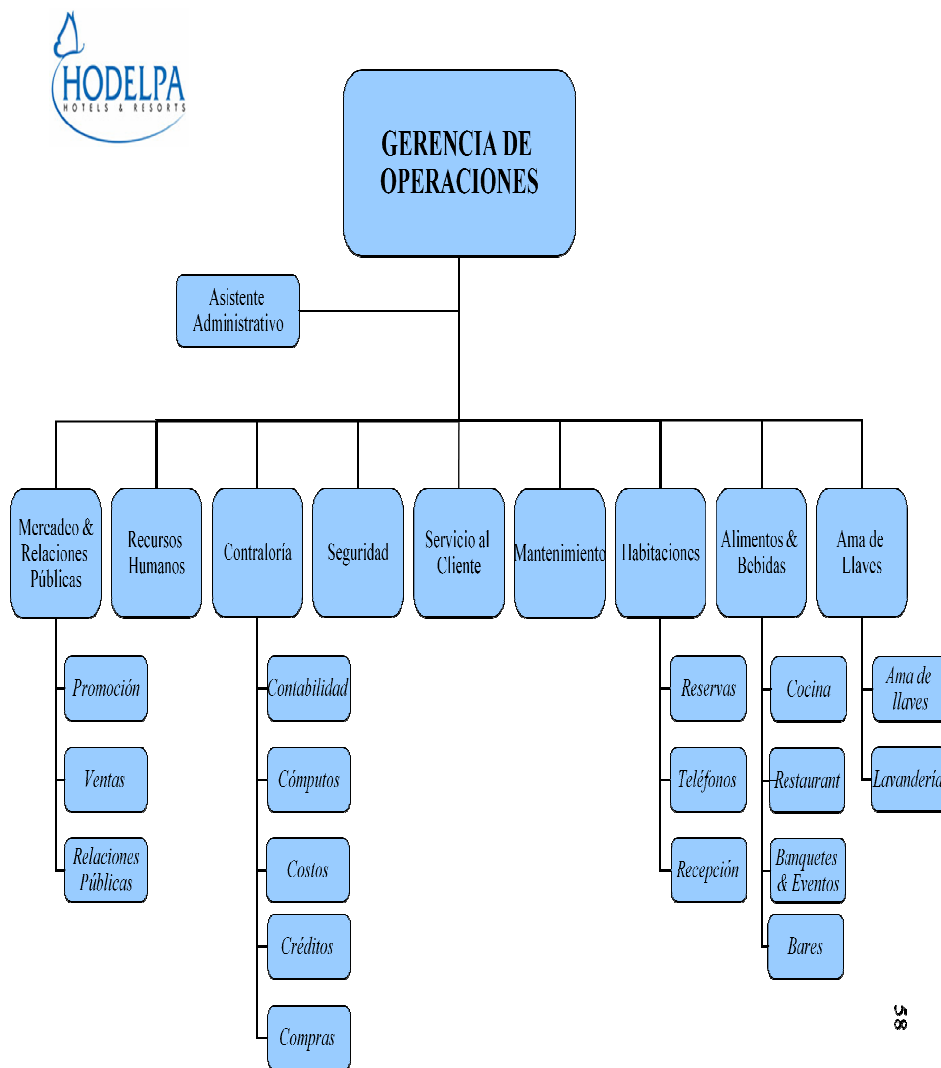 HODELPA
HOTELS & RESORTS
GERENCIA DE
OPERACIONES
Asistente
Administrativo
Mercadeo &
Relaciones
Públicas
Recursos
Humanos
Contraloría
Seguridad
Servicio al
Cliente
Mantenimiento
Habitaciones
Alimentos &
Bebidas
Ama de
Llaves
Promoción
Ventas
Relaciones
Públicas
Contabilidad
Cómputos
Costos
Créditos
Compras
Reservas
Teléfonos
Recepción
Cocina
Restaurant
Banquetes
& Eventos
Bares
Ama de
llaves
Lavandería
58